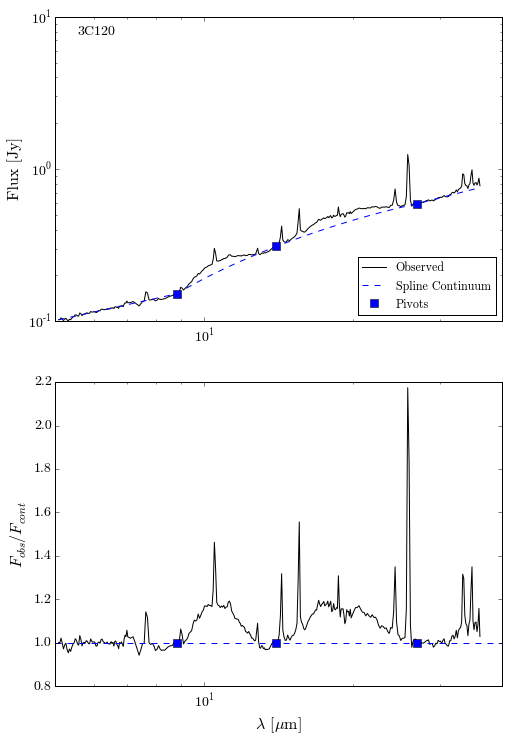 3C120
10^1
10^0
10^-1
Flux [Jy]
Observed
Spline Continuum
Pivots
10^1
2.2
2.0
1.8
1.6
1.4
1.2
1.0
0.8
F_obs/F_cont
10^1
λ [μm]